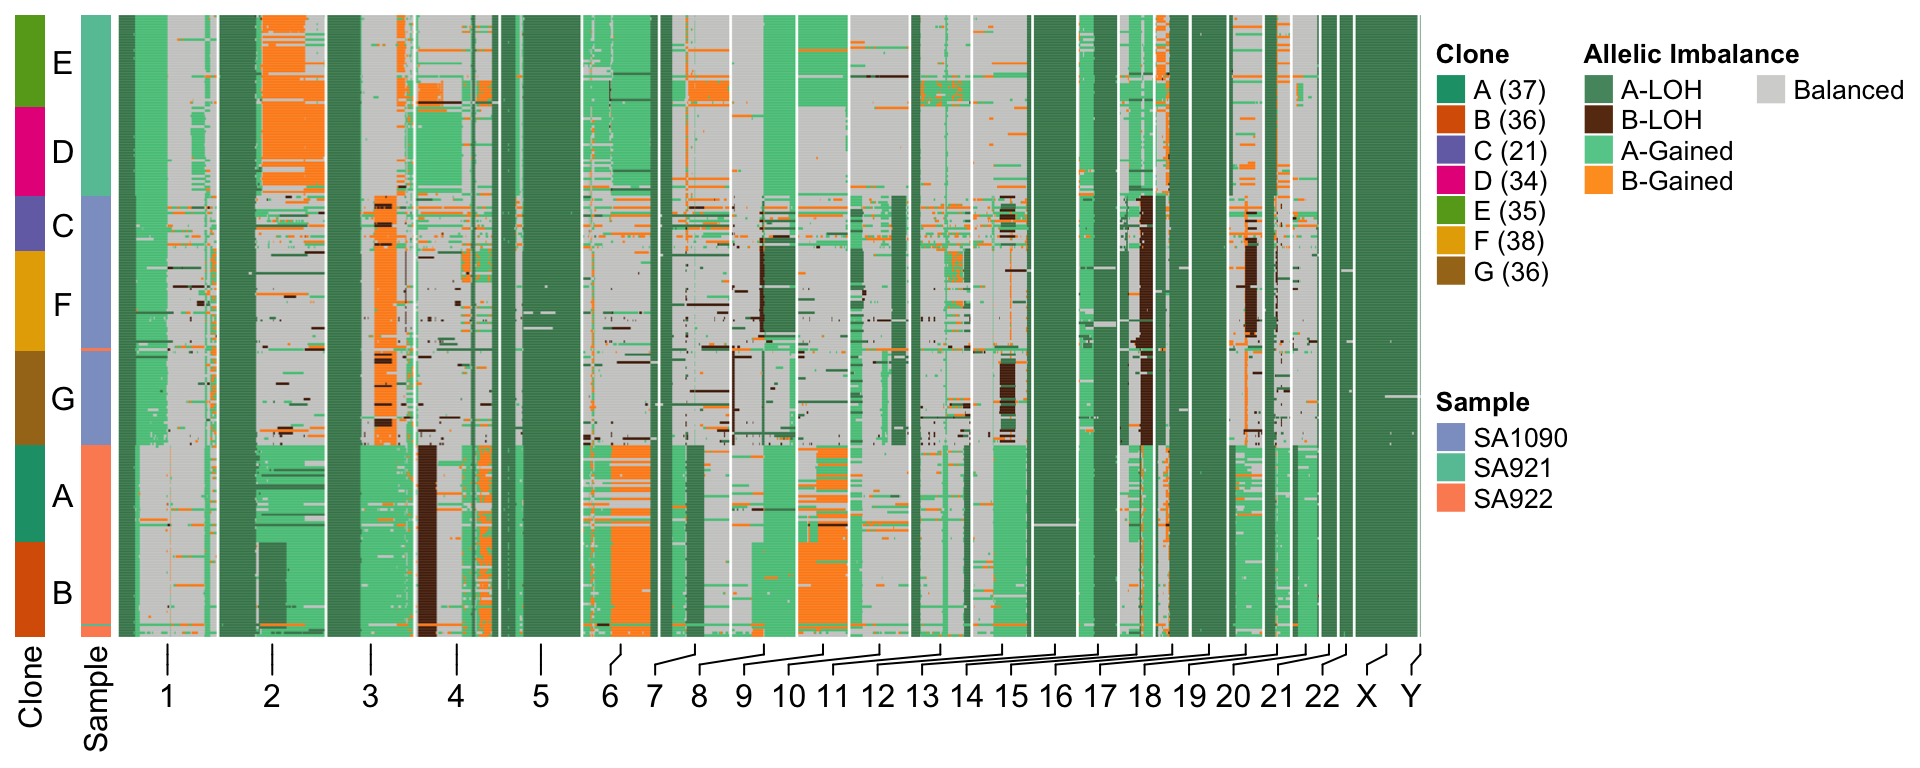 E
D
C
F
G
A
B
Clone
Sample
1 2 3 4 5 6 7 8 9 10 11 12 13 14 15 16 17 18 19 20 21 22 X Y
Clone
A (37)
B (36)
C (21)
D (34)
E (35)
F (38)
G (36)
Allelic Imbalance
A-LOH
B-LOH
A-Gained
B-Gained
Balanced
Sample
SA1090
SA921
SA922